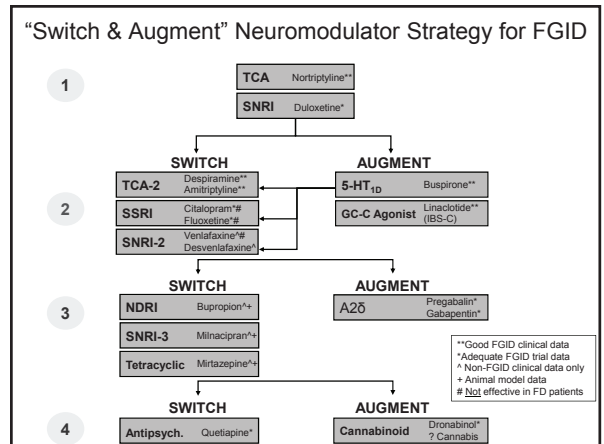 “Switch & Augment” Neuromodulator Strategy for FGID
1
TCA Nortriptyline**
SNRI Duloxetine*
SWITCH
AUGMENT
2
TCA-2 Despiramine**
Amitriptyline**
SSRI Citalopram*#
Fluoxetine*#
SNRI-2 Venlafaxine^#
Desvenlafaxine^
5-HT1D Buspirone**
GC-C Agonist Linaclotide**
(IBS-C)
SWITCH
AUGMENT
3
NDRI Bupropion^+
SNRI-3 Milnacipran^+
Tetracyclic Mirtazepine^+
A2δ Pregabalin*
Gabapentin*
**Good FGID clinical data
*Adequate FGID trial data
^ Non-FGID clinical data only
+ Animal model data
# Not effective in FD patients
SWITCH
AUGMENT
4
Antipsych. Quetiapine*
Cannabinoid Dronabinol*
? Cannabis